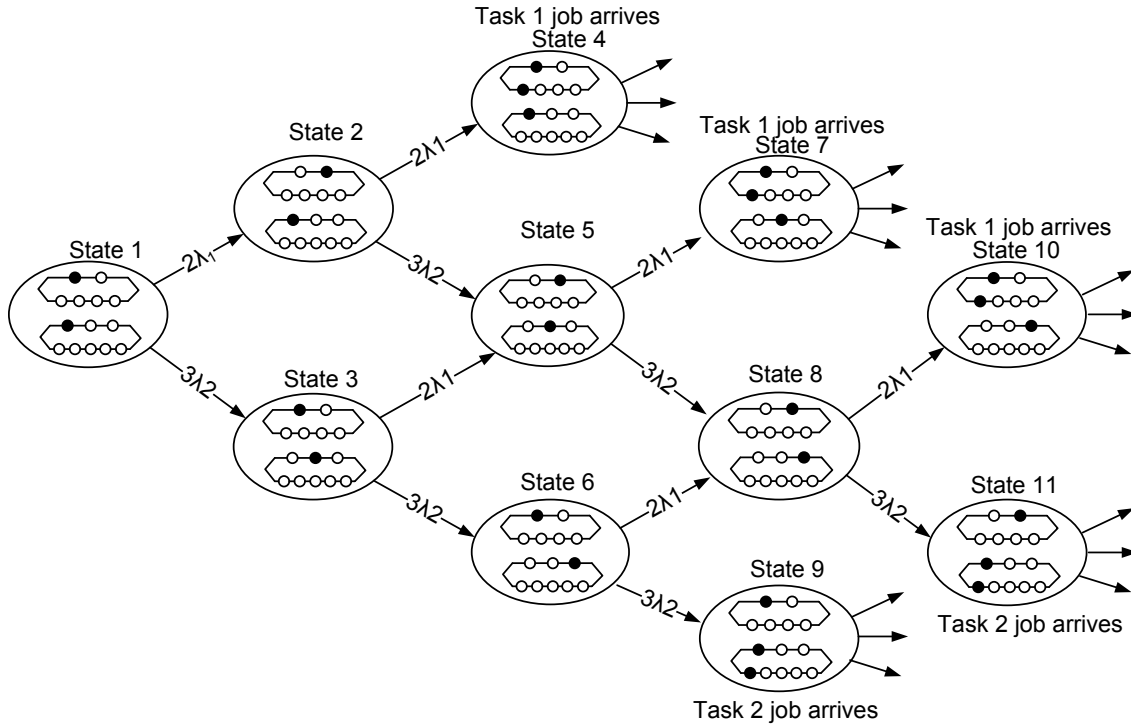 Task 1 job arrives
State 4
State 2
2λ1
Task 1 job arrives
State 7
State 5
State 1
2λ₁
3λ2
2λ1
Task 1 job arrives
State 10
3λ2
State 3
2λ1
3λ2
State 8
2λ1
3λ2
State 6
2λ1
3λ2
State 11
3λ2
State 9
Task 2 job arrives
Task 2 job arrives